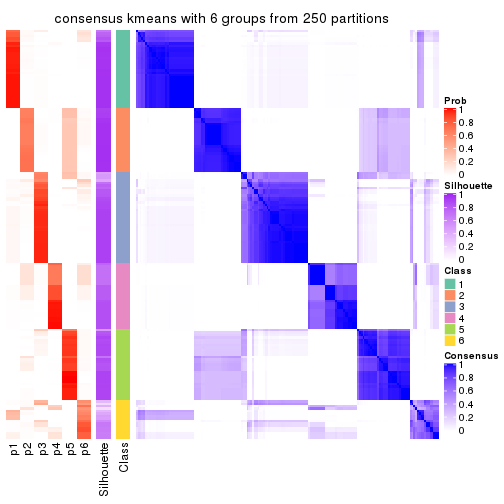 consensus kmeans with 6 groups from 250 partitions
Prob
1
0.8
0.6
0.4
0.2
0
Silhouette
1
0.8
0.6
0.4
0.2
0
Class
1
2
3
4
5
6
Consensus
1
0.8
0.6
0.4
0.2
0
p1
p2
p3
p4
p5
p6
Silhouette
Class